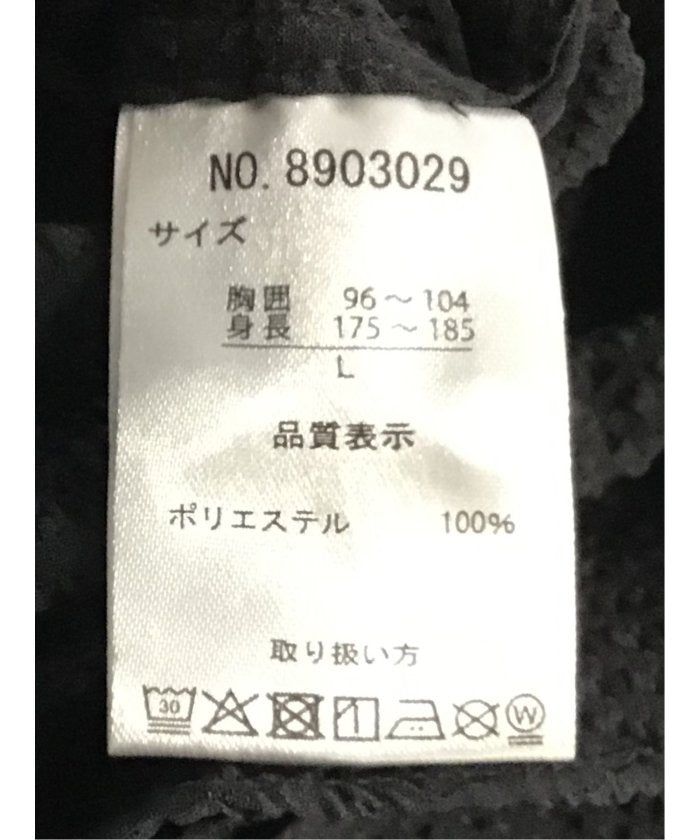 NO. 8903029
サイズ
胸囲 96～104
身長 175～185
L
品質表示
ポリエステル 100%
取り扱い方
30 W